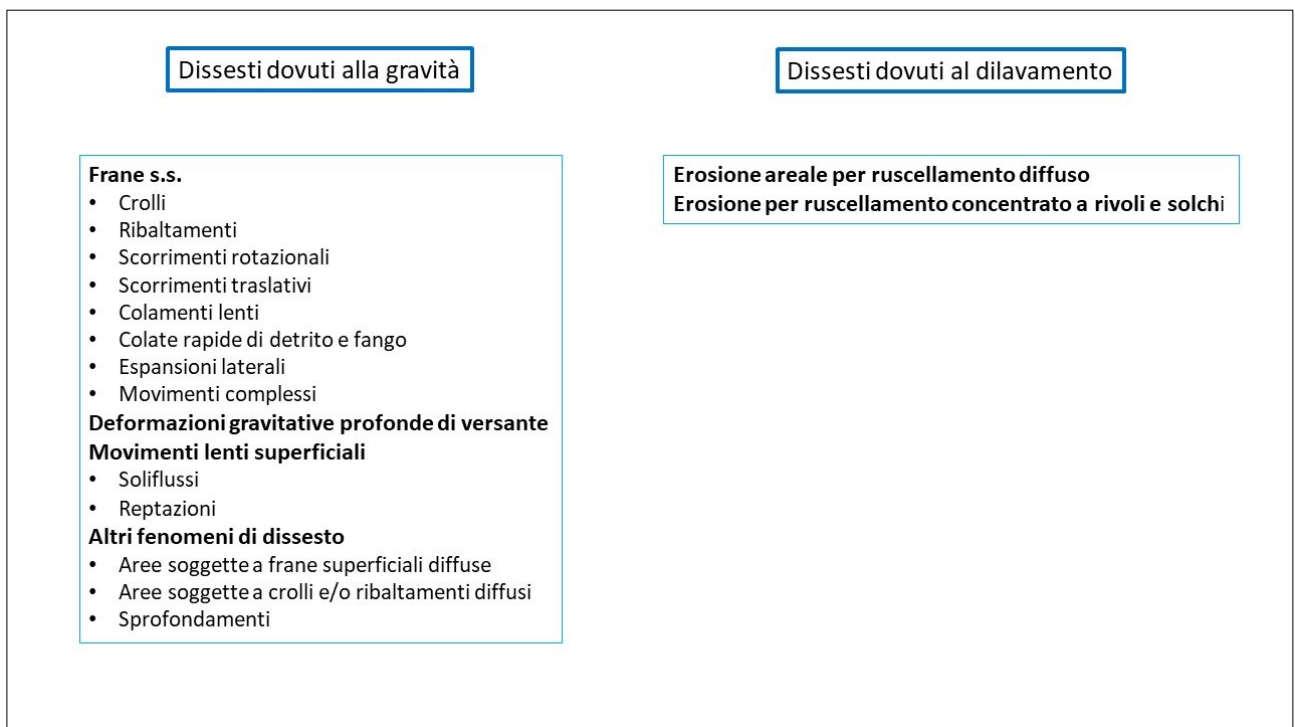 Dissesti dovuti alla gravità
Dissesti dovuti al dilavamento
Frane s.s.
• Crolli
• Ribaltamenti
• Scorrimenti rotazionali
• Scorrimenti traslativi
• Colamenti lenti
• Colate rapide di detrito e fango
• Espansioni laterali
• Movimenti complessi
Deformazioni gravitative profonde di versante
Movimenti lenti superficiali
• Soliflussi
• Reptazioni
Altri fenomeni di dissesto
• Aree soggette a frane superficiali diffuse
• Aree soggette a crolli e/o ribaltamenti diffusi
• Sprofondamenti
Erosione areale per ruscellamento diffuso
Erosione per ruscellamento concentrato a rivoli e solchi